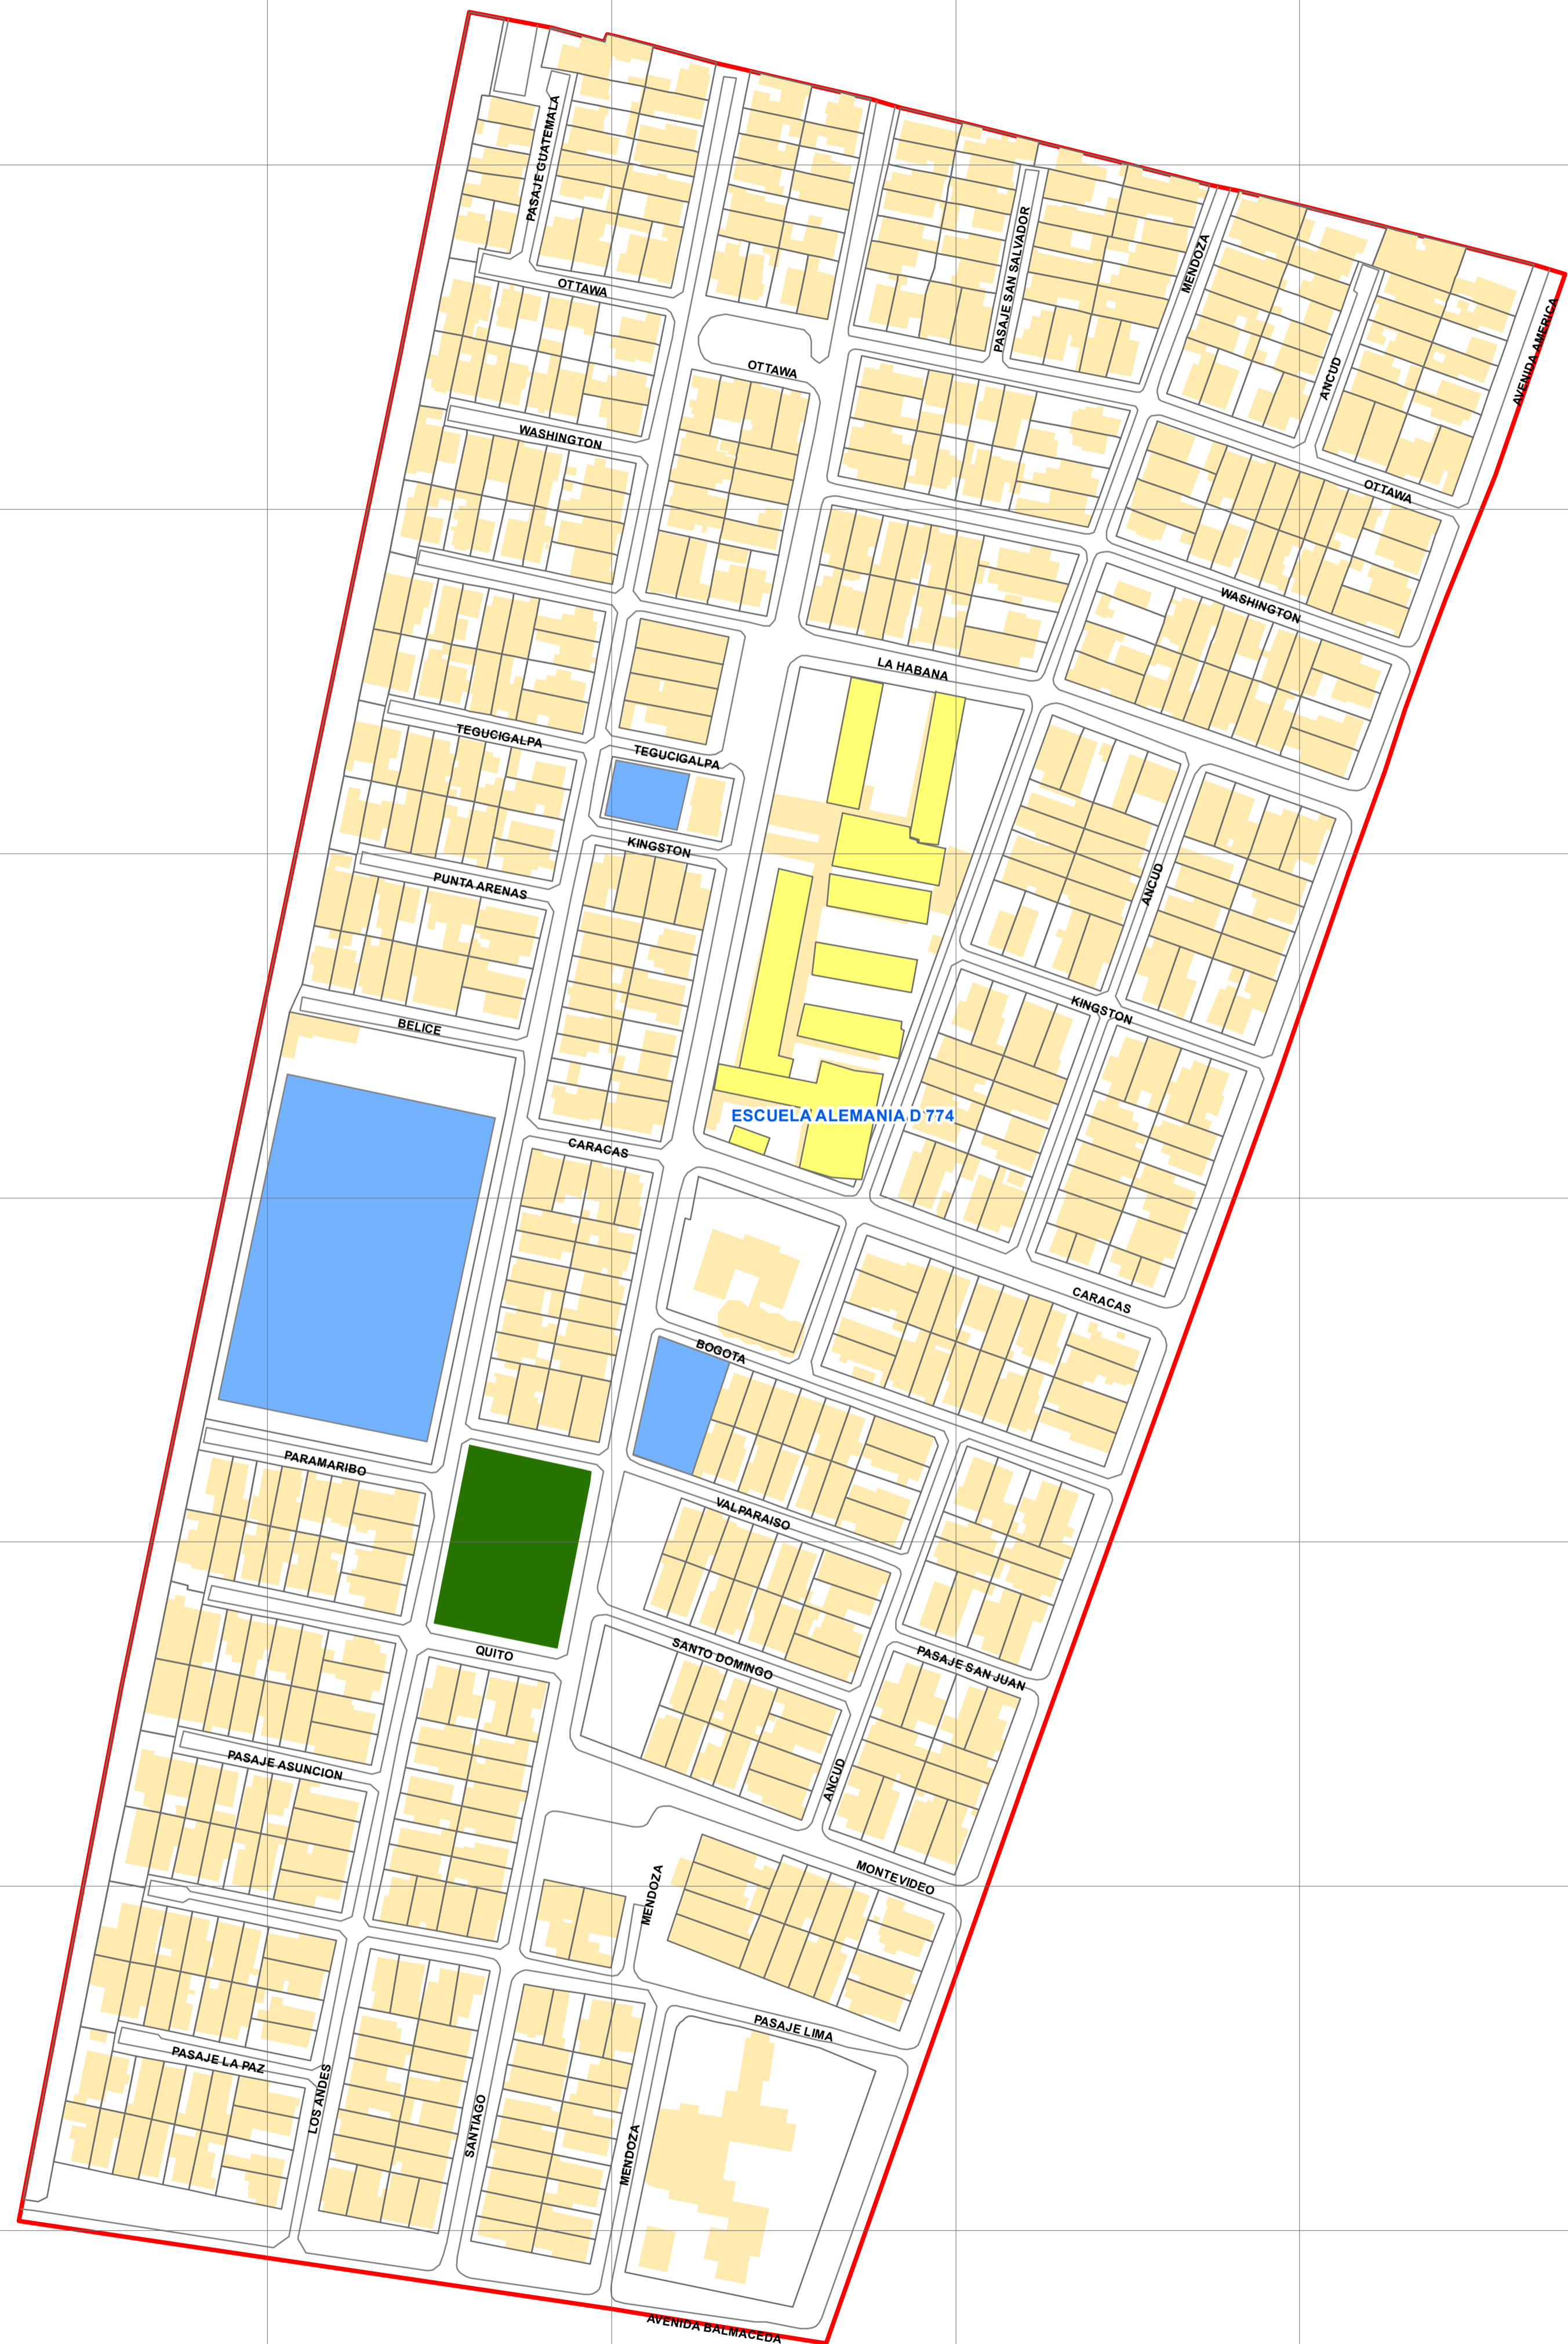 PASAJE GUATEMALA
PASAJE SAN SALVADOR
MENDOZA
OTTAWA
AVENIDA AMERICA
OTTAWA
ANCUD
WASHINGTON
OTTAWA
WASHINGTON
LA HABANA
TEGUCIGALPA
TEGUCIGALPA
KINGSTON
PUNTA ARENAS
ANCUD
KINGSTON
BELICE
ESCUELA ALEMANIA D 774
CARACAS
CARACAS
BOGOTA
PARAMARIBO
VALPARAISO
QUITO
SANTO DOMINGO
PASAJE SAN JUAN
PASAJE ASUNCION
ANCUD
MONTEVIDEO
MENDOZA
PASAJE LIMA
PASAJE LA PAZ
LOS ANDES
SANTIAGO
MENDOZA
AVENIDA BALMACEDA